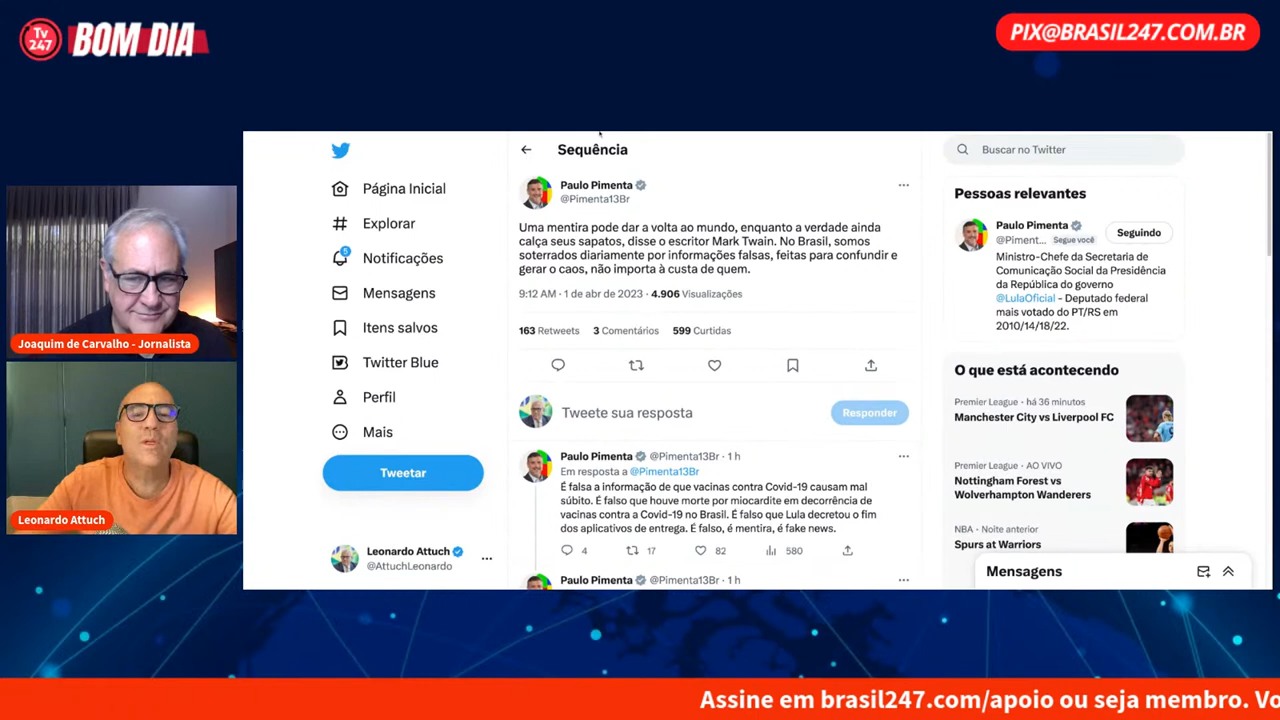 Tv
247
BOM DIA
PIX@BRASIL247.COM.BR
Joaquim de Carvalho - Jornalista
Leonardo Attuch
Página Inicial
Explorar
5
Notificações
Mensagens
Itens salvos
Twitter Blue
Perfil
Mais
Tweetar
Leonardo Attuch
@AttuchLeonardo
Sequência
Paulo Pimenta
@Pimenta13Br
Uma mentira pode dar a volta ao mundo, enquanto a verdade ainda
calça seus sapatos, disse o escritor Mark Twain. No Brasil, somos
soterrados diariamente por informações falsas, feitas para confundir e
gerar o caos, não importa à custa de quem.
9:12 AM · 1 de abr de 2023 · 4.906 Visualizações
163 Retweets 3 Comentários 599 Curtidas
Tweete sua resposta
Responder
Paulo Pimenta @Pimenta13Br · 1 h
Em resposta a @Pimenta13Br
É falsa a informação de que vacinas contra Covid-19 causam mal
súbito. É falso que houve morte por miocardite em decorrência de
vacinas contra a Covid-19 no Brasil. É falso que Lula decretou o fim
dos aplicativos de entrega. É falso, é mentira, é fake news.
4 17 82 580
Paulo Pimenta @Pimenta13Br · 1 h
Buscar no Twitter
Pessoas relevantes
Paulo Pimenta
@Piment... Segue você
Seguindo
Ministro-Chefe da Secretaria de
Comunicação Social da Presidência
da República do governo
@LulaOficial - Deputado federal
mais votado do PT/RS em
2010/14/18/22.
O que está acontecendo
Premier League · há 36 minutos
Manchester City vs Liverpool FC
Premier League · AO VIVO
Nottingham Forest vs
Wolverhampton Wanderers
NBA · Noite anterior
Spurs at Warriors
Mensagens
Assine em brasil247.com/apoio ou seja membro. Vo